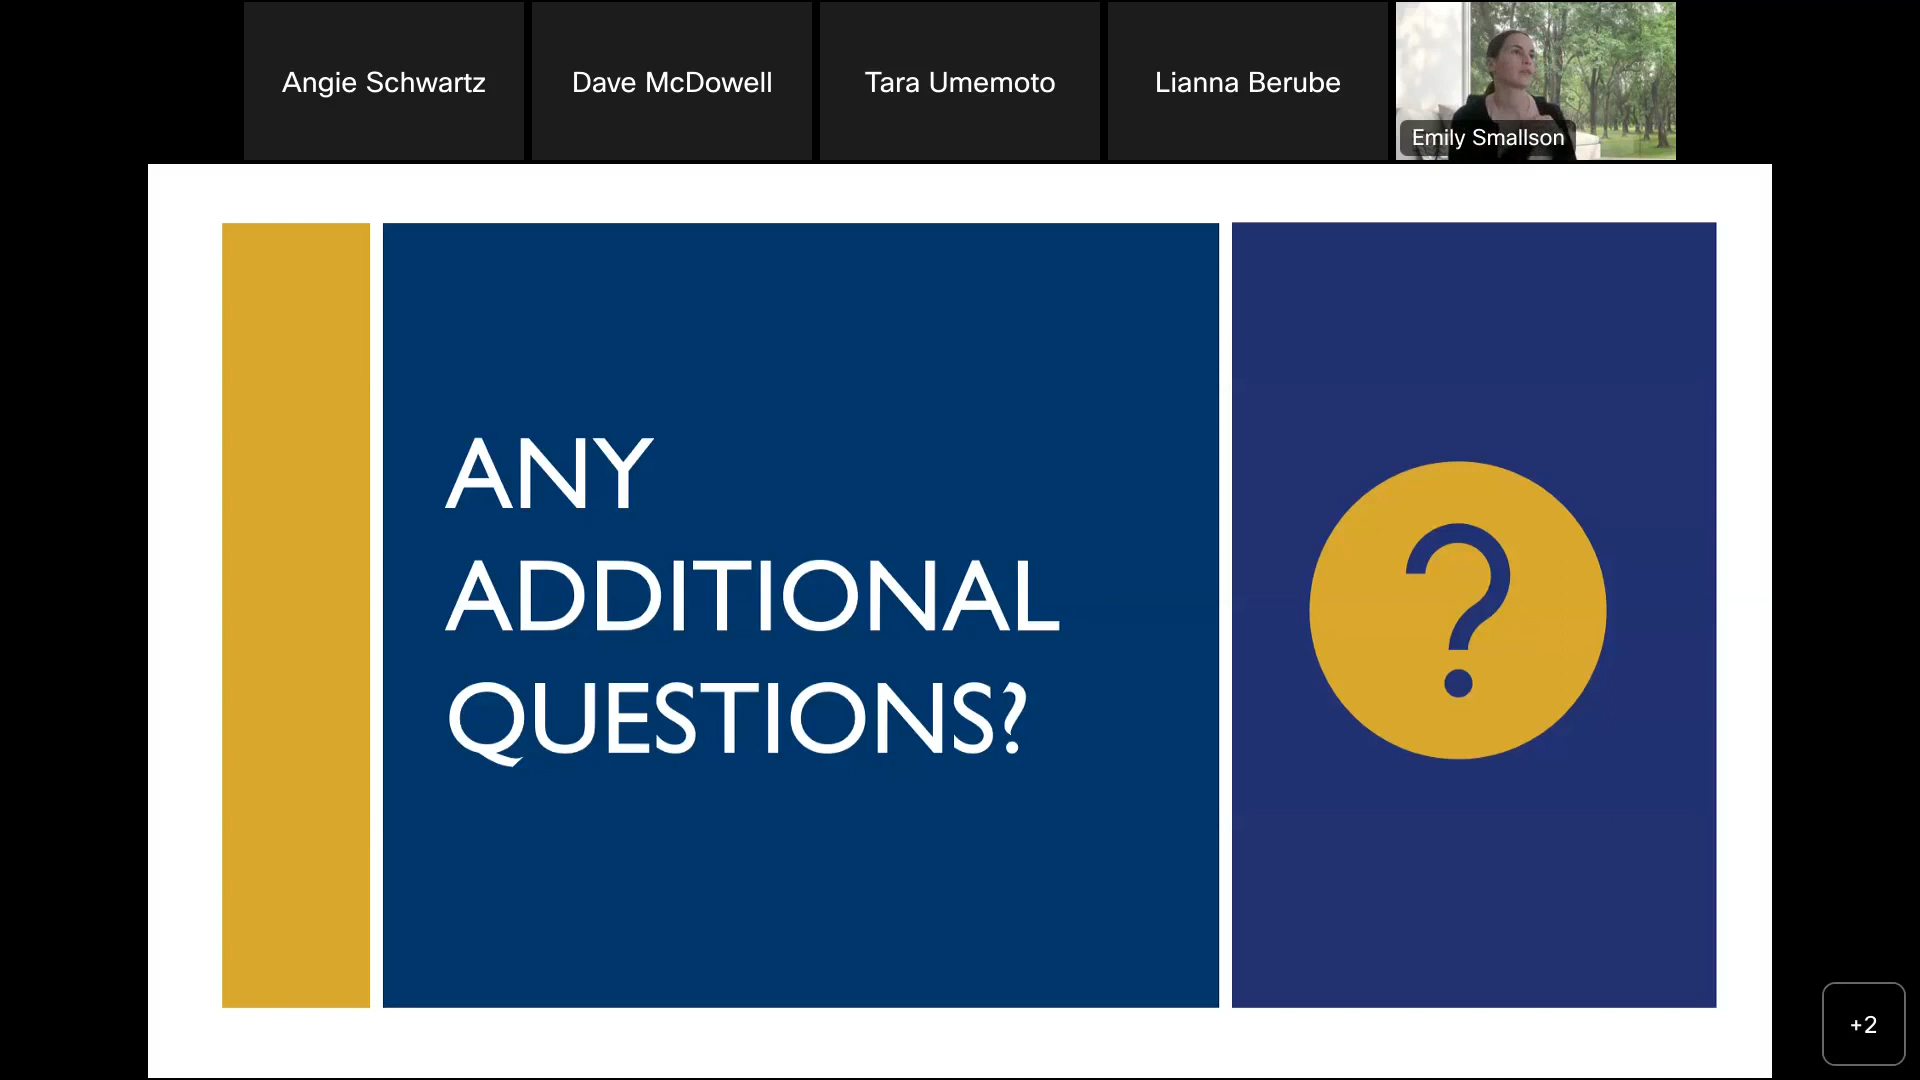 Angie Schwartz
Dave McDowell
Tara Umemoto
Lianna Berube
Emily Smallson
ANY
ADDITIONAL
QUESTIONS?
?
+2